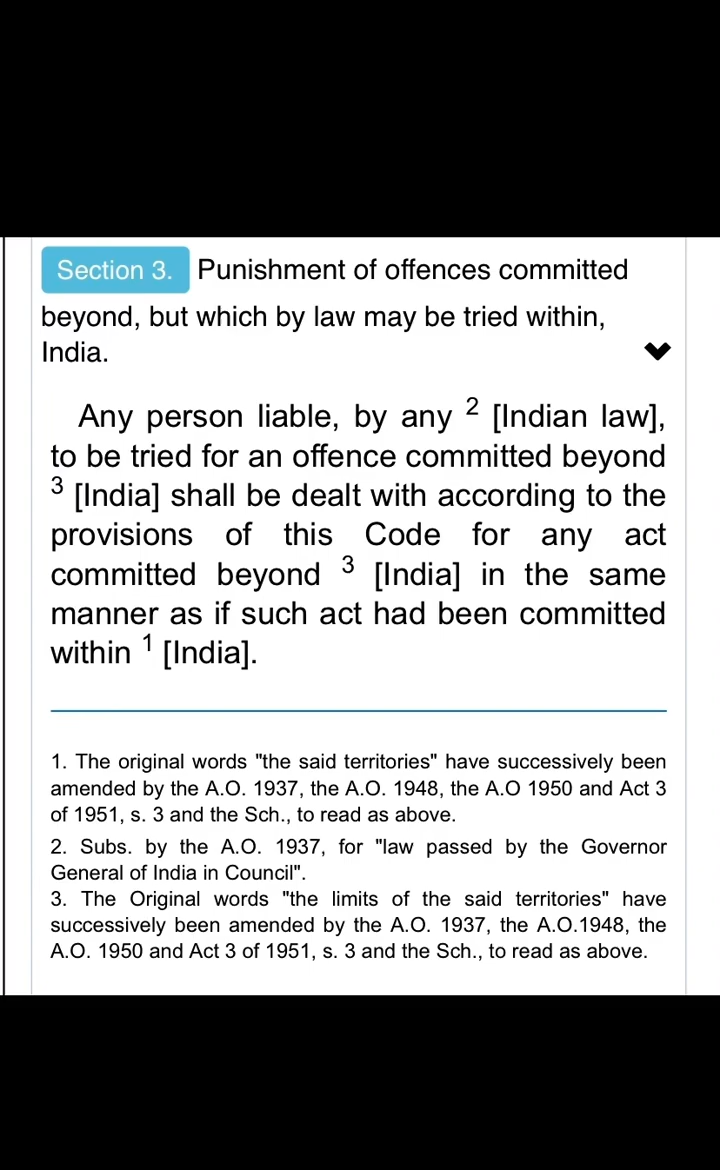 Section 3. Punishment of offences committed
beyond, but which by law may be tried within,
India.
Any person liable, by any 2 [Indian law],
to be tried for an offence committed beyond
3 [India] shall be dealt with according to the
provisions of this Code for any act
committed beyond 3 [India] in the same
manner as if such act had been committed
within 1 [India].
1. The original words "the said territories" have successively been
amended by the A.O. 1937, the A.O. 1948, the A.O 1950 and Act 3
of 1951, s. 3 and the Sch., to read as above.
2. Subs. by the A.O. 1937, for "law passed by the Governor
General of India in Council".
3. The Original words "the limits of the said territories" have
successively been amended by the A.O. 1937, the A.O.1948, the
A.O. 1950 and Act 3 of 1951, s. 3 and the Sch., to read as above.